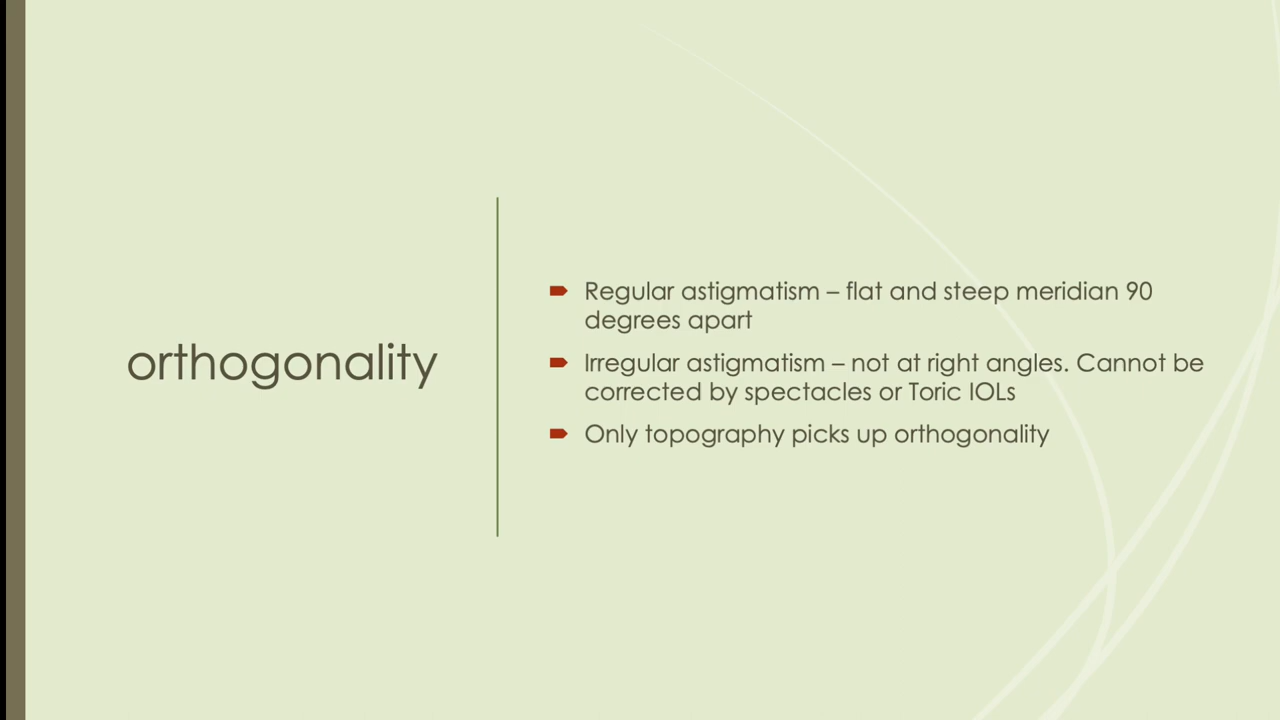 orthogonality
Regular astigmatism – flat and steep meridian 90
degrees apart
Irregular astigmatism – not at right angles. Cannot be
corrected by spectacles or Toric IOLs
Only topography picks up orthogonality